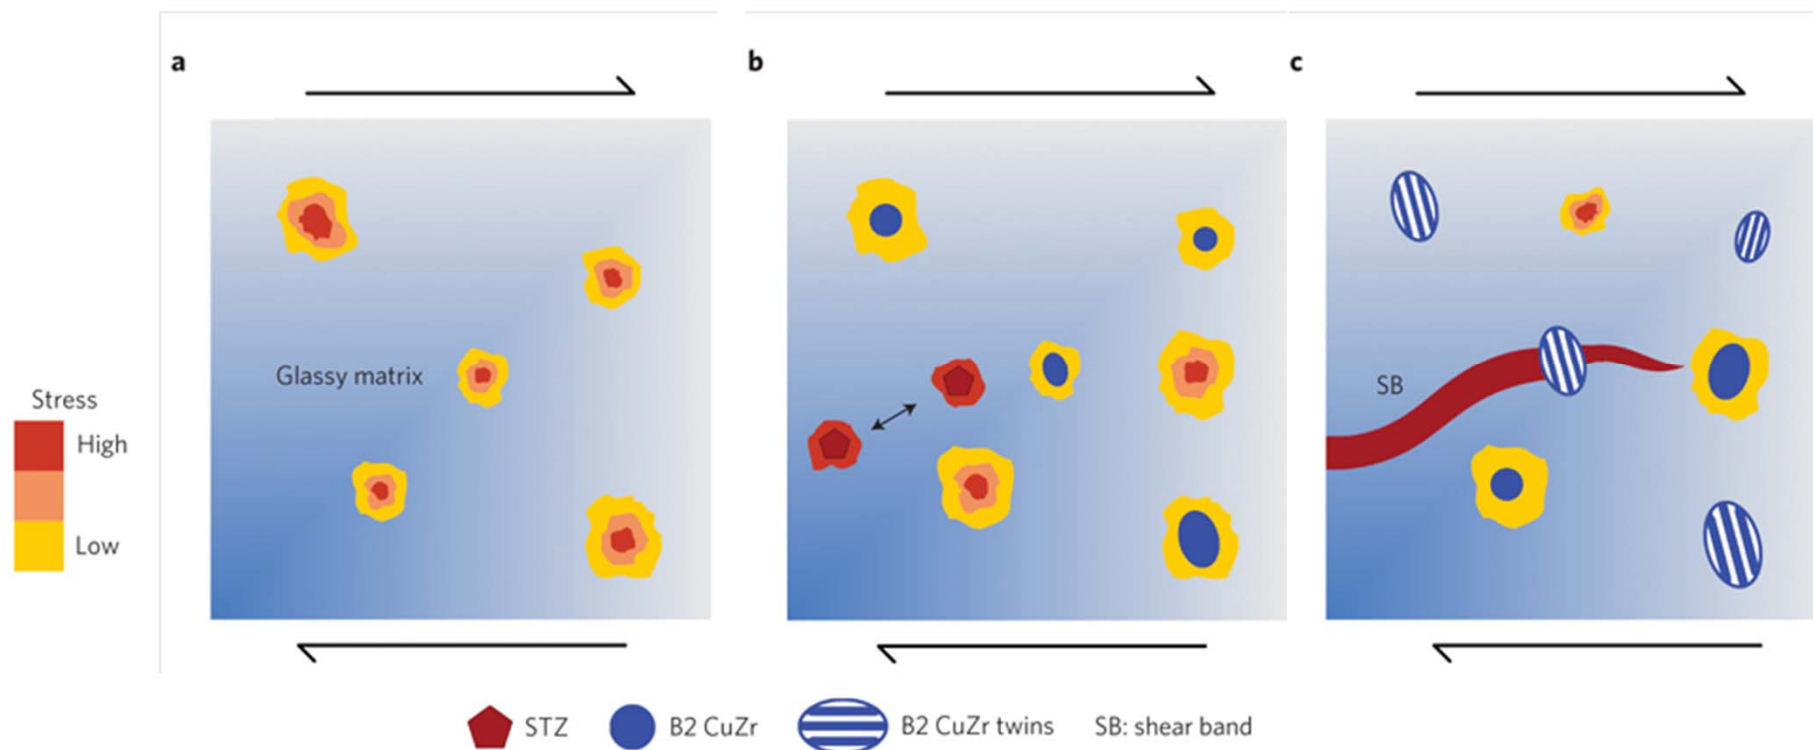 a
b
c
Glassy matrix
SB
Stress
High
Low
STZ
B2 CuZr
B2 CuZr twins
SB: shear band